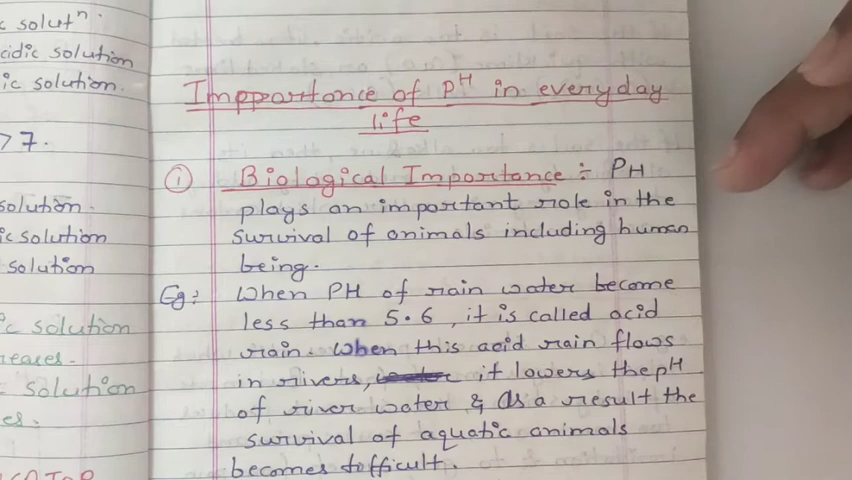 c solutⁿ.
cidic solution
ic solution.
>7.
solution.
ic solution
solution
c solution
reases.
= solution
es.
Impportance of PH in everyday
life
① Biological Importance ÷ PH
plays an important role in the
survival of animals including human
being.
Eg: When PH of rain water become
less than 5.6, it is called acid
rain. When this acid rain flows
in rivers, it lowers the pH
of river water & As a result the
survival of aquatic animals
becomes difficult.